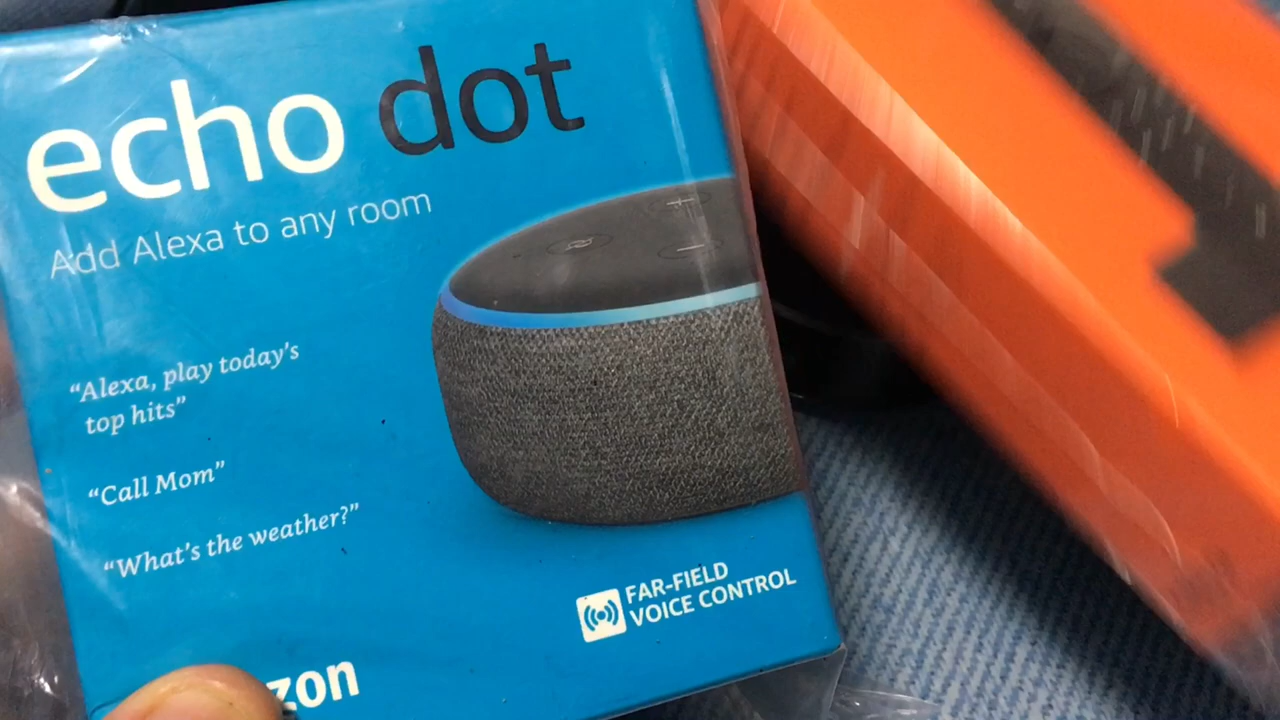 echo dot
Add Alexa to any room
“Alexa, play today’s
top hits”
“Call Mom”
“What’s the weather?”
FAR-FIELD
VOICE CONTROL
zon